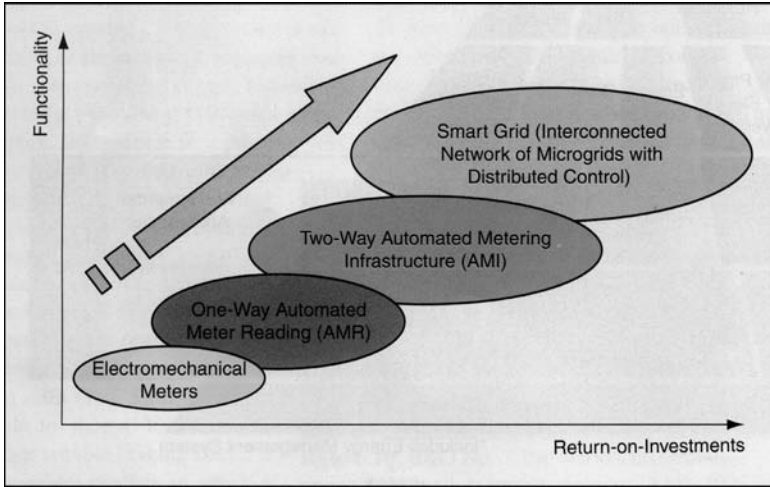 Functionality
Smart Grid (Interconnected
Network of Microgrids with
Distributed Control)
Two-Way Automated Metering
Infrastructure (AMI)
One-Way Automated
Meter Reading (AMR)
Electromechanical
Meters
Return-on-Investments